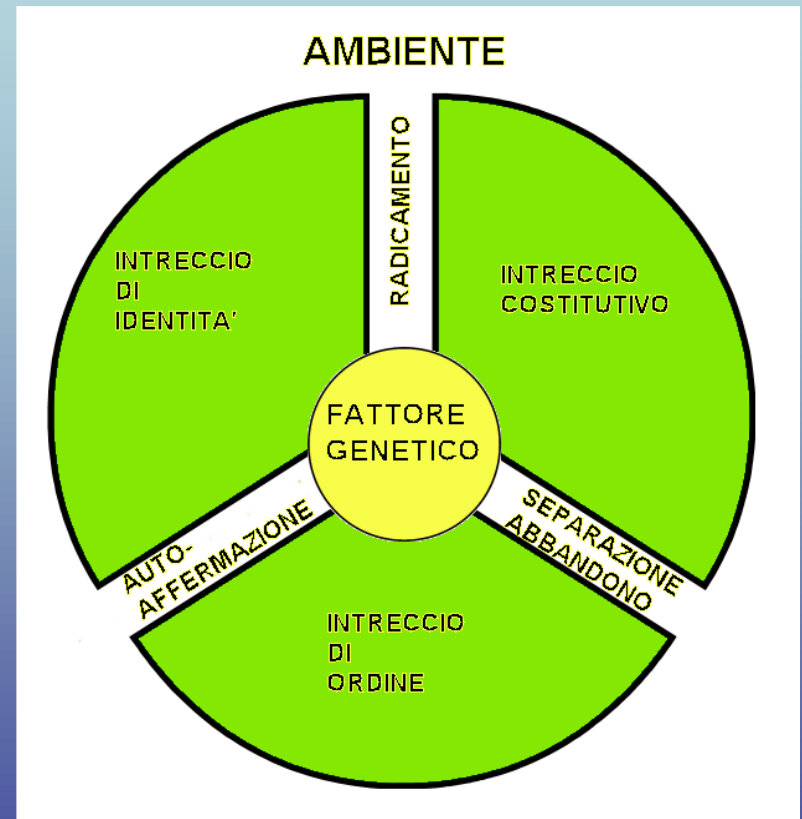 AMBIENTE
RADICAMENTO
INTRECCIO
DI
IDENTITA'
INTRECCIO
COSTITUTIVO
FATTORE
GENETICO
AUTO-
AFFERMAZIONE
SEPARAZIONE
ABBANDONO
INTRECCIO
DI
ORDINE